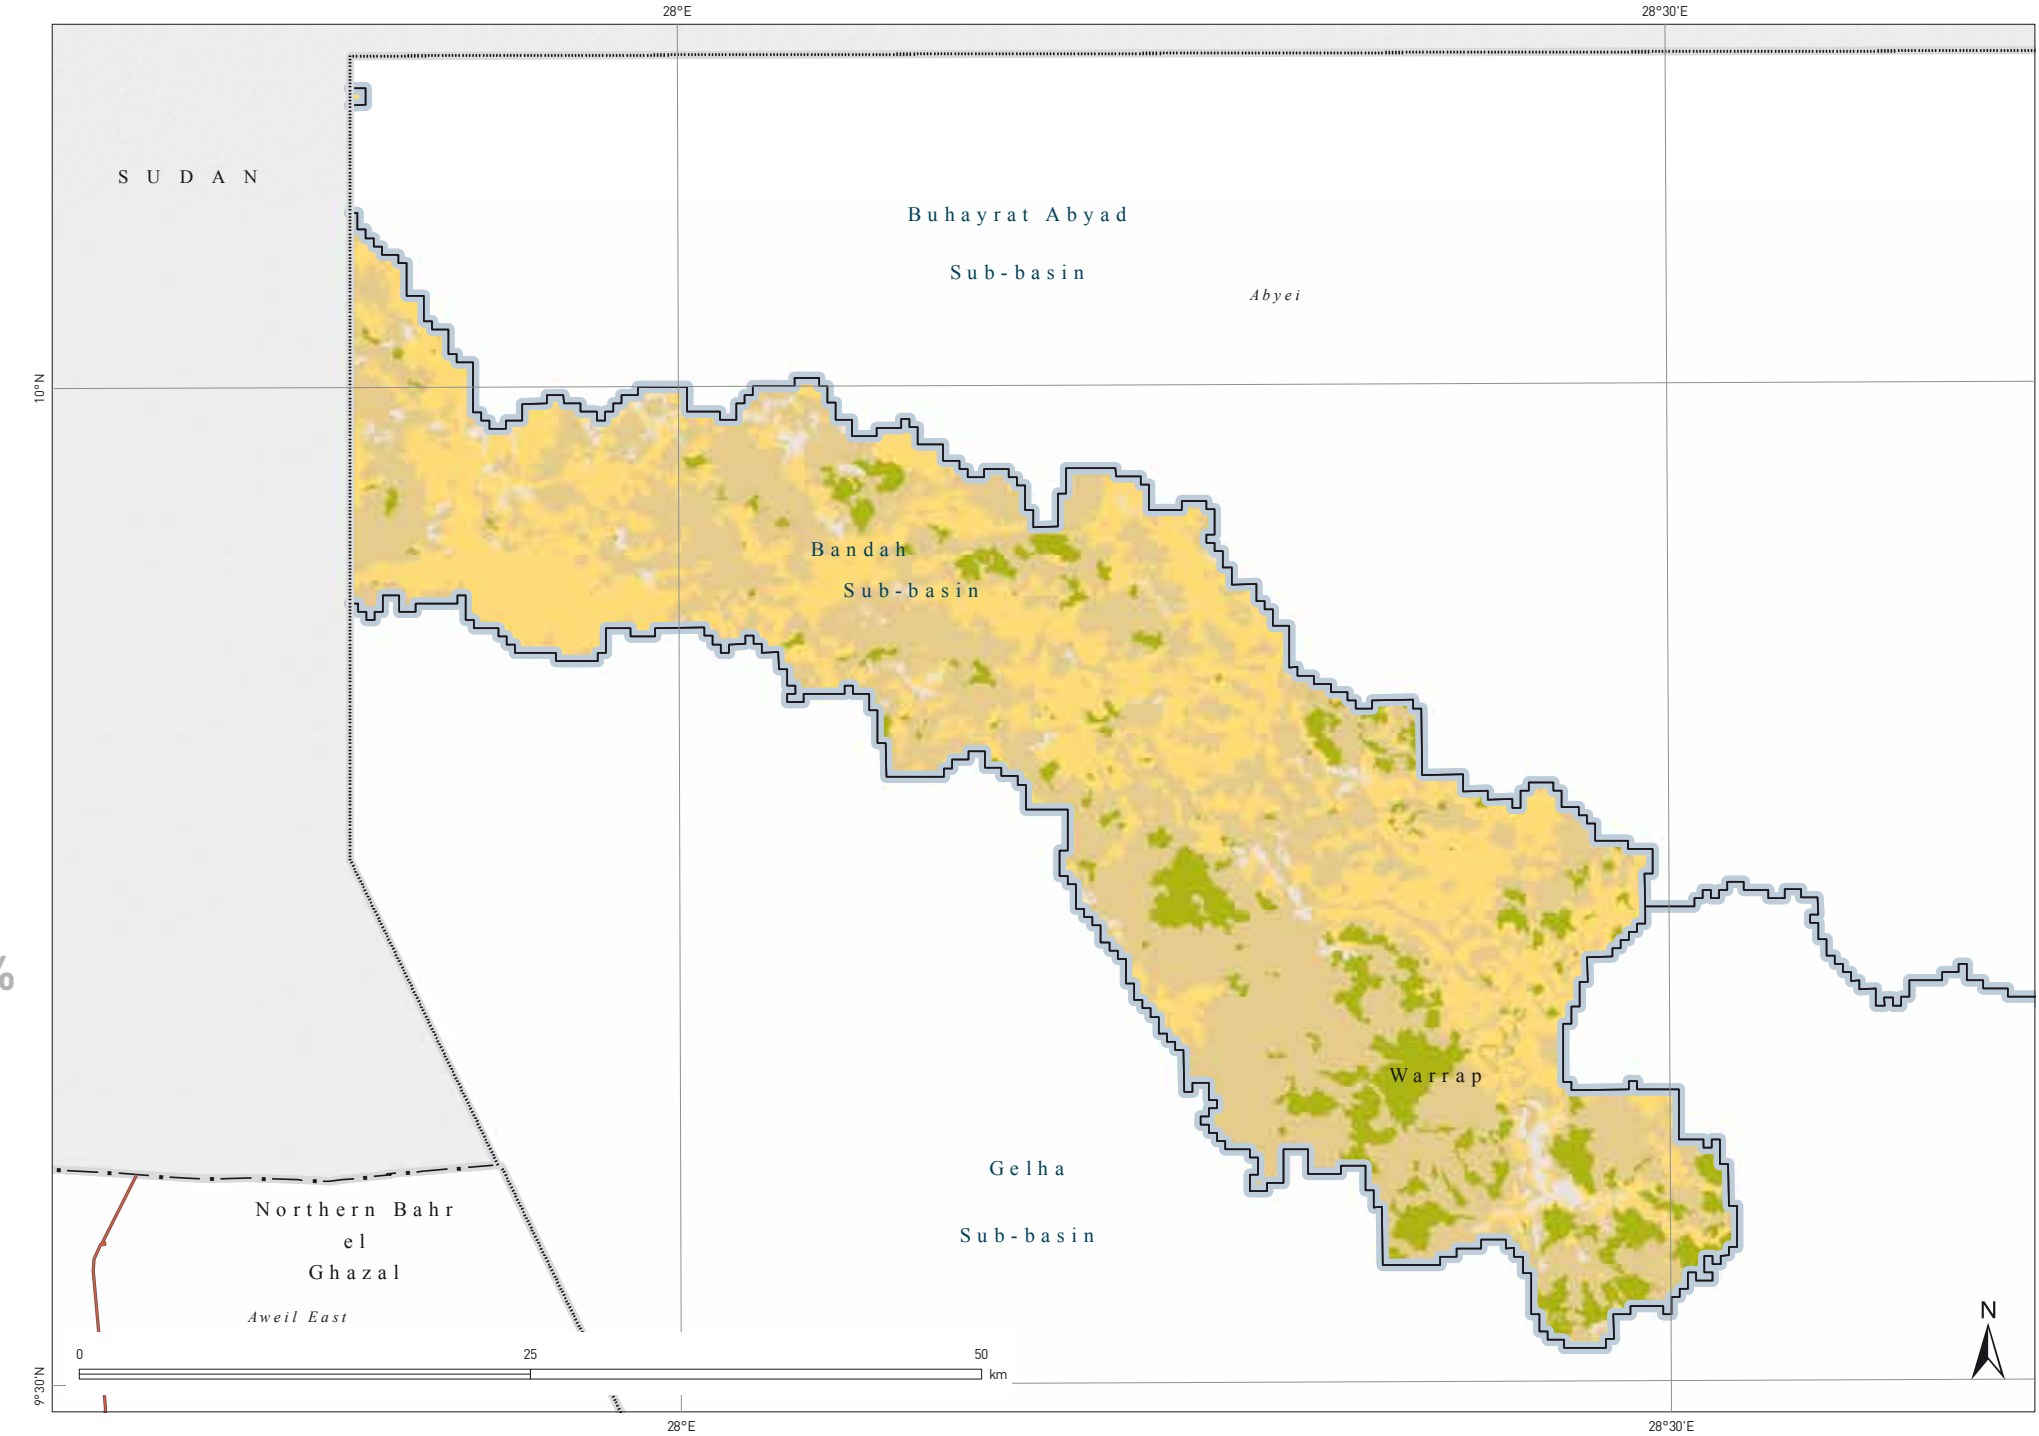 28°E
28°30'E
SUDAN
Buhayrat Abyad
Sub-basin
Abyei
10°N
Bandah
Sub-basin
%
Warrap
Gelha
Sub-basin
Northern Bahr
el
Ghazal
Aweil East
N
0 25 50
km
9°30'N
28°E
28°30'E